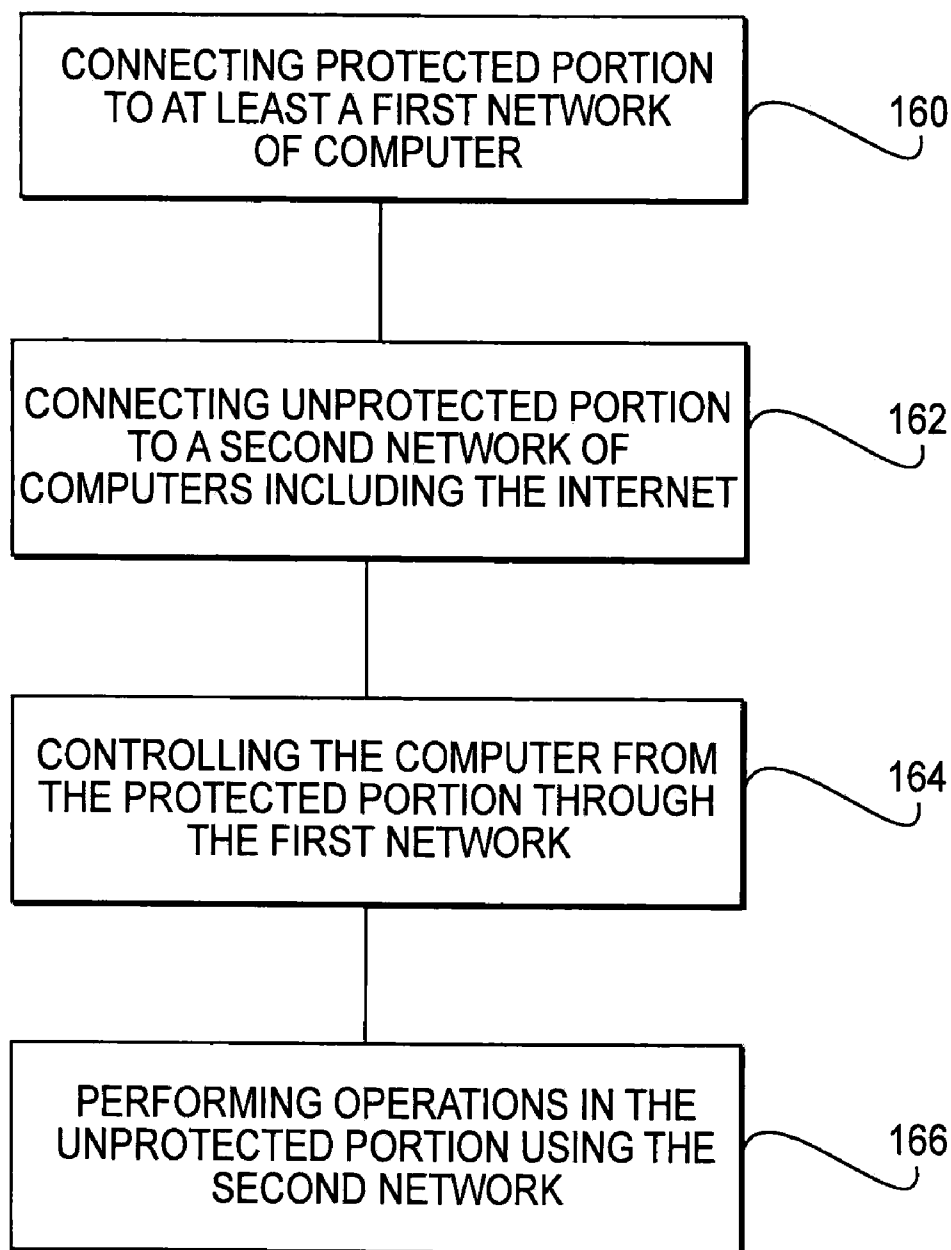 CONNECTING PROTECTED PORTION
TO AT LEAST A FIRST NETWORK
OF COMPUTER
160
CONNECTING UNPROTECTED PORTION
TO A SECOND NETWORK OF
COMPUTERS INCLUDING THE INTERNET
162
CONTROLLING THE COMPUTER FROM
THE PROTECTED PORTION THROUGH
THE FIRST NETWORK
164
PERFORMING OPERATIONS IN THE
UNPROTECTED PORTION USING THE
SECOND NETWORK
166